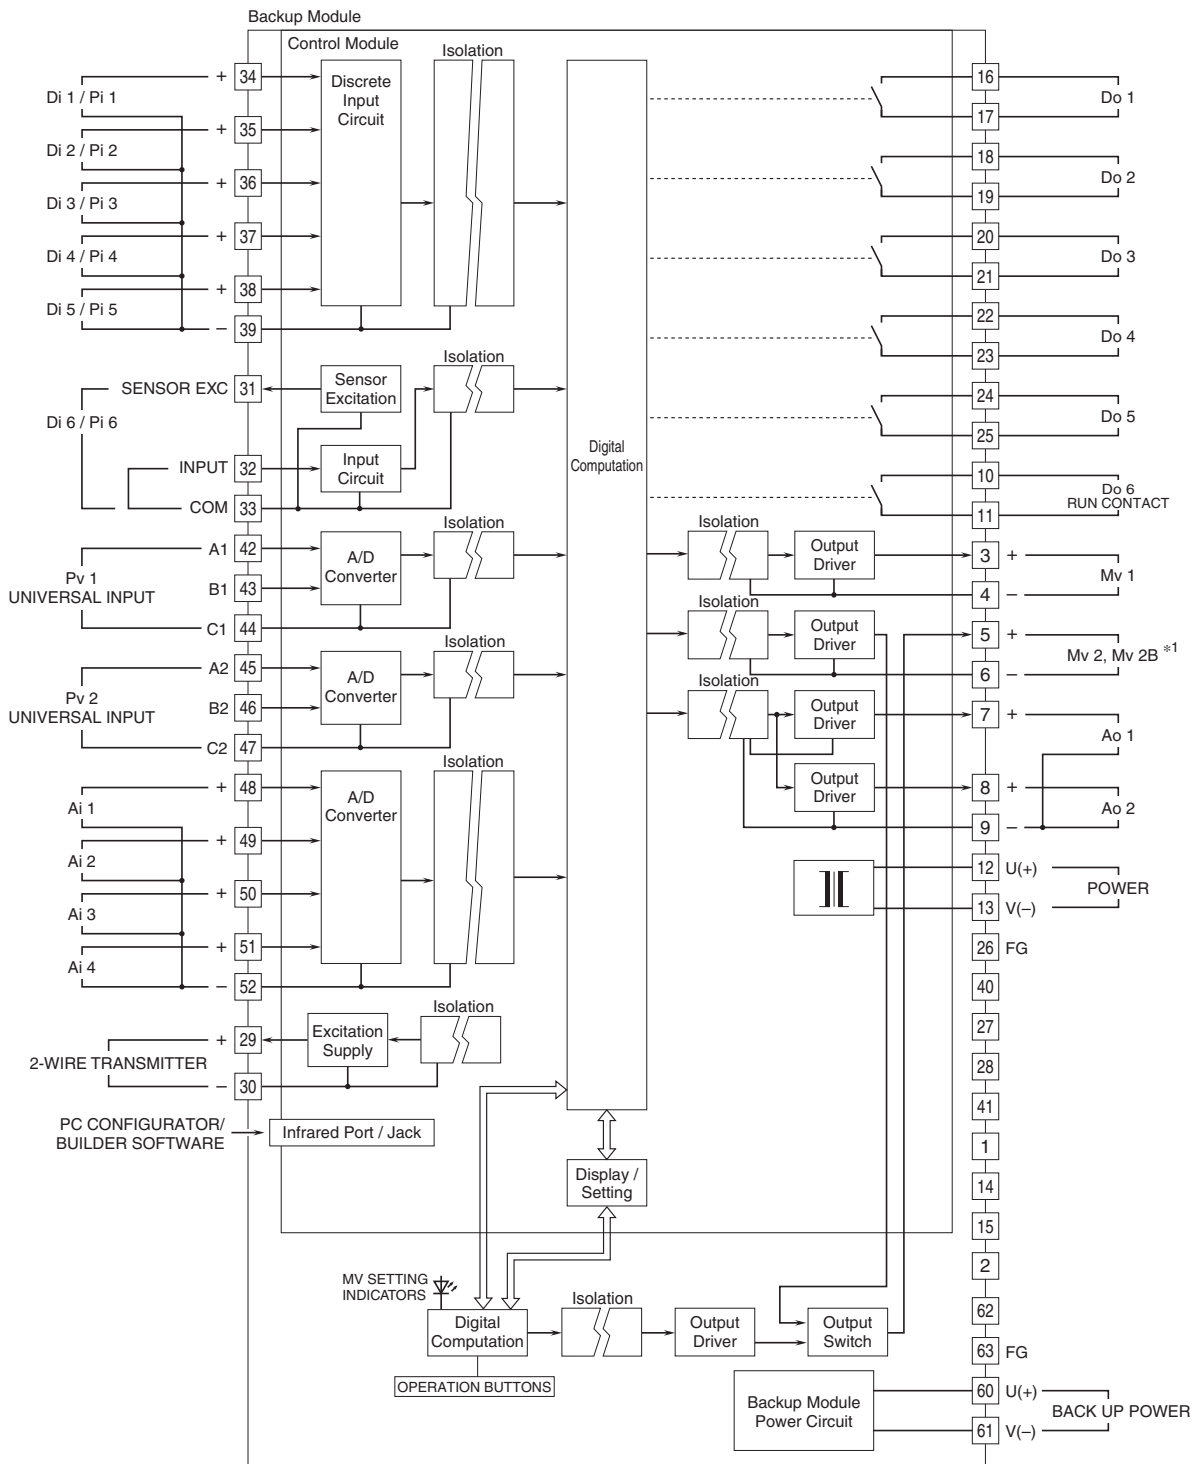 Backup Module
Control Module
Isolation
Discrete
Input
Circuit
Di 1 / Pi 1
Di 2 / Pi 2
Di 3 / Pi 3
Di 4 / Pi 4
Di 5 / Pi 5
+ 34
+ 35
+ 36
+ 37
+ 38
− 39
Di 6 / Pi 6
SENSOR EXC 31
INPUT 32
COM 33
Sensor
Excitation
Input
Circuit
Isolation
Pv 1
UNIVERSAL INPUT
A1 42
B1 43
C1 44
A/D
Converter
Isolation
Pv 2
UNIVERSAL INPUT
A2 45
B2 46
C2 47
A/D
Converter
Isolation
Ai 1
Ai 2
Ai 3
Ai 4
+ 48
+ 49
+ 50
+ 51
− 52
A/D
Converter
Isolation
2-WIRE TRANSMITTER
+ 29
− 30
Excitation
Supply
Isolation
PC CONFIGURATOR/
BUILDER SOFTWARE
Infrared Port / Jack
Digital
Computation
Display /
Setting
16
17
Do 1
18
19
Do 2
20
21
Do 3
22
23
Do 4
24
25
Do 5
10
11
Do 6
RUN CONTACT
Isolation
Output
Driver
3 +
4 −
Mv 1
Isolation
Output
Driver
5 +
6 −
Mv 2, Mv 2B *1
Isolation
Output
Driver
7 +
Ao 1
Output
Driver
8 +
9 −
Ao 2
12 U(+)
13 V(–)
POWER
26 FG
40
27
28
41
1
14
15
2
62
63 FG
60 U(+)
61 V(–)
BACK UP POWER
MV SETTING
INDICATORS
Digital
Computation
OPERATION BUTTONS
Isolation
Output
Driver
Output
Switch
Backup Module
Power Circuit